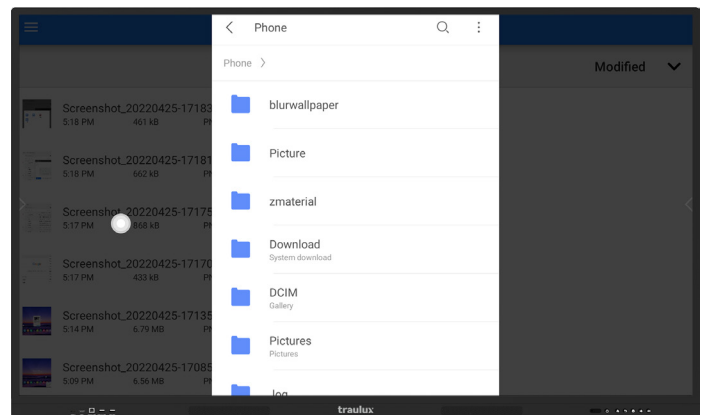 Phone
Phone
Modified
Screenshot_20220425-17183
5:18 PM 461 kB
Screenshot_20220425-17181
5:18 PM 662 kB
Screenshot_20220425-17175
5:17 PM 868 kB
Screenshot_20220425-17170
5:17 PM 433 kB
Screenshot_20220425-17135
5:14 PM 6.79 MB
Screenshot_20220425-17085
5:09 PM 6.56 MB
blurwallpaper
Picture
zmaterial
Download
System download
DCIM
Gallery
Pictures
Pictures
log
traulux